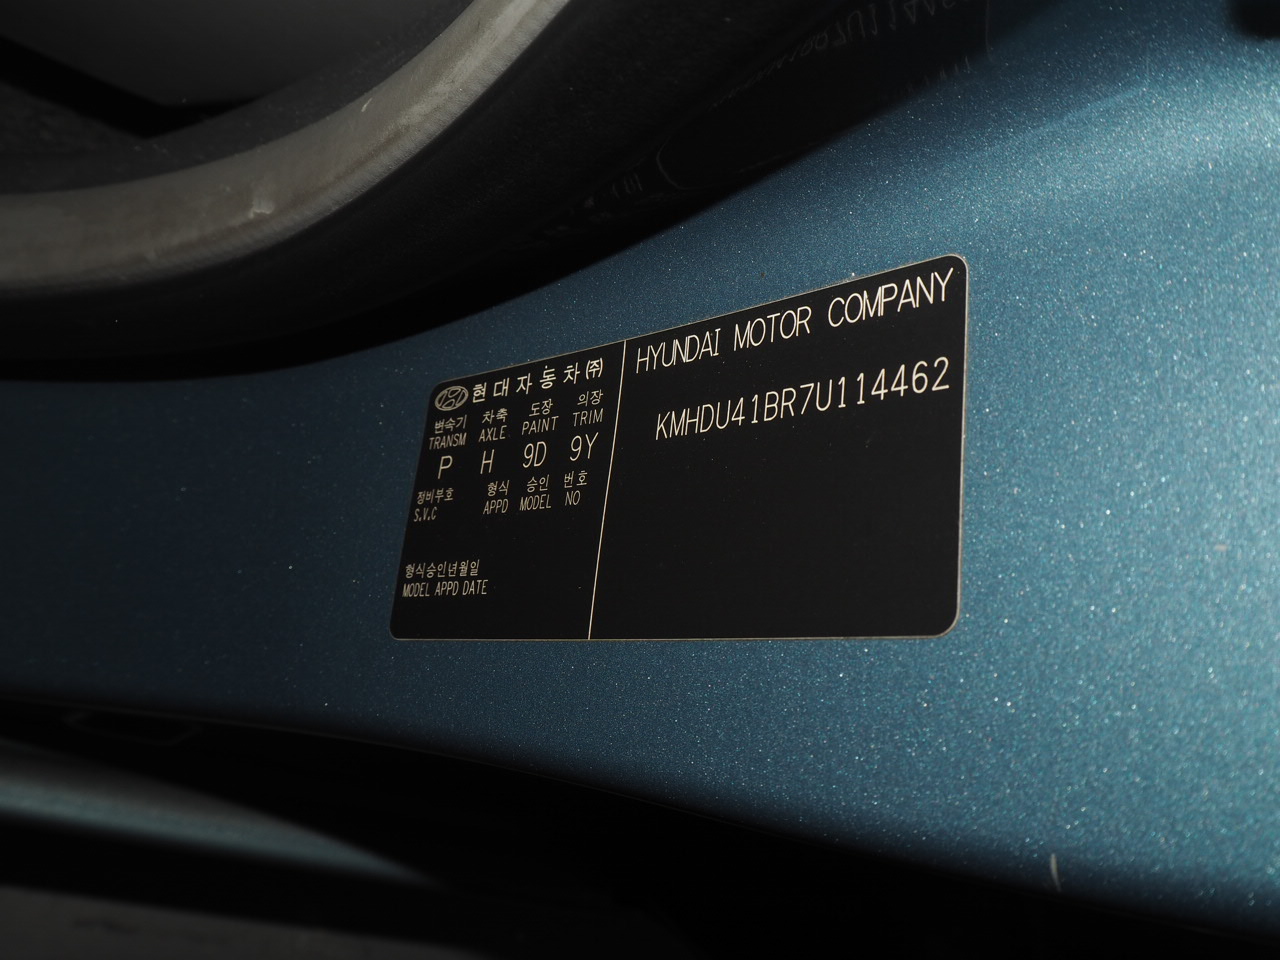 현대자동차(주)
변속기 차축 도장 의장
TRANSM AXLE PAINT TRIM
P H 9D 9Y
정비부호 형식 승인 번호
S.V.C APPD MODEL NO
형식승인년월일
MODEL APPD DATE
HYUNDAI MOTOR COMPANY
KMHDU41BR7U114462